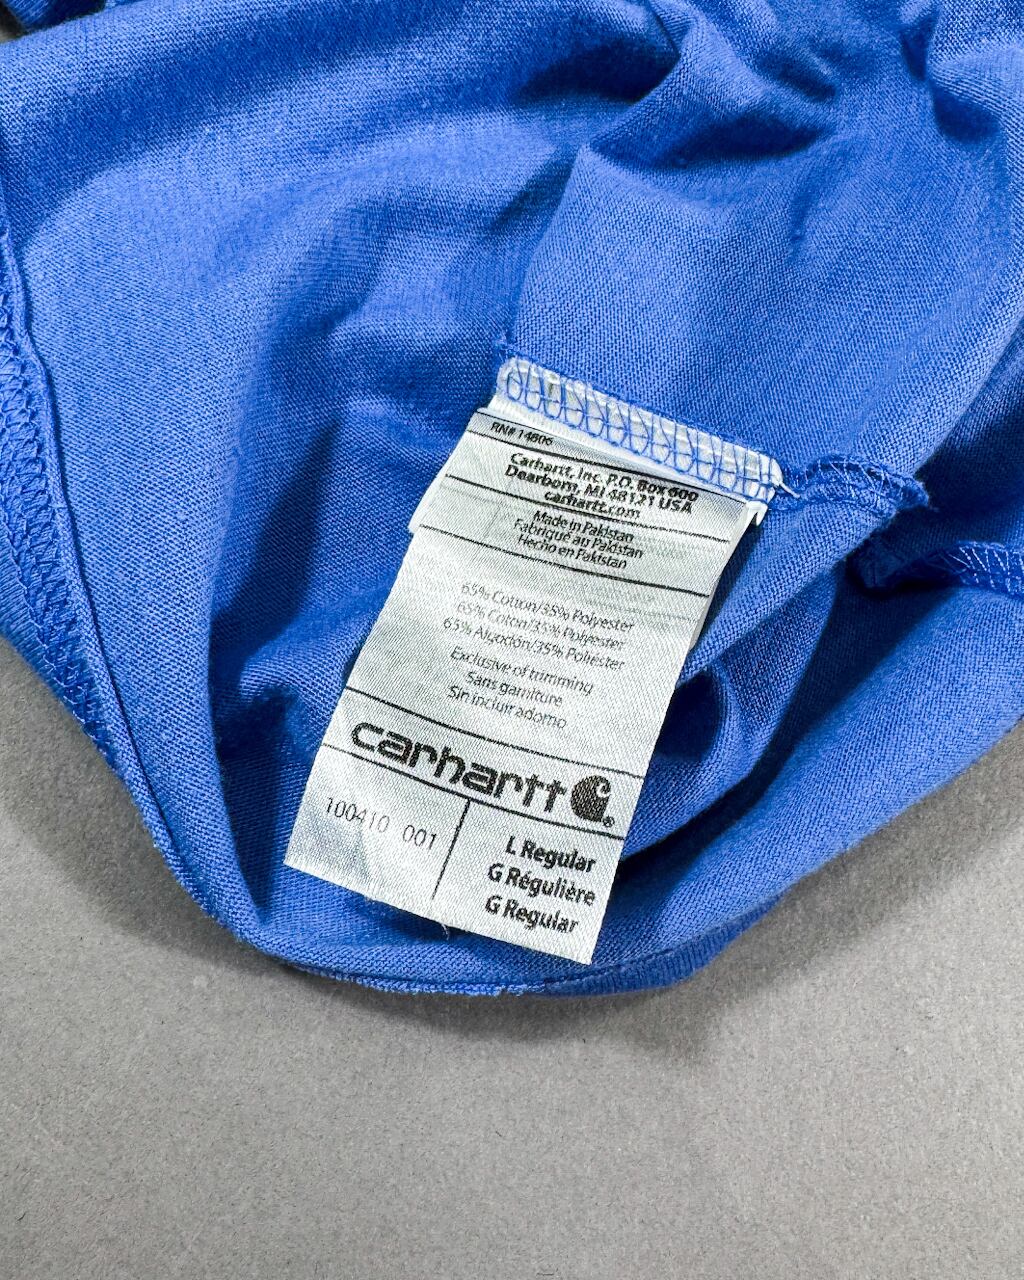 RN# 14806
Carhartt, Inc. P.O. Box 600
Dearborn, MI 48121 USA
carhartt.com
Made in Pakistan
Fabriqué au Pakistan
Hecho en Pakistan
65% Cotton/35% Polyester
65% Coton/35% Polyester
65% Algodón/35% Poliéster
Exclusive of trimming
Sans garniture
Sin incluir adorno
carhartt®
100410 001
L Regular
G Régulière
G Regular